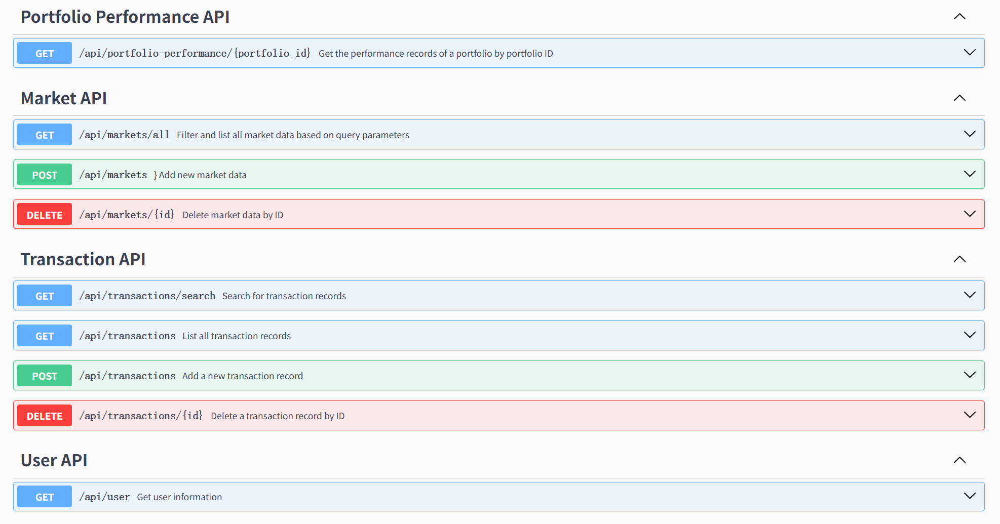 Portfolio Performance API
GET /api/portfolio-performance/{portfolio_id} Get the performance records of a portfolio by portfolio ID
Market API
GET /api/markets/all Filter and list all market data based on query parameters
POST /api/markets } Add new market data
DELETE /api/markets/{id} Delete market data by ID
Transaction API
GET /api/transactions/search Search for transaction records
GET /api/transactions List all transaction records
POST /api/transactions Add a new transaction record
DELETE /api/transactions/{id} Delete a transaction record by ID
User API
GET /api/user Get user information